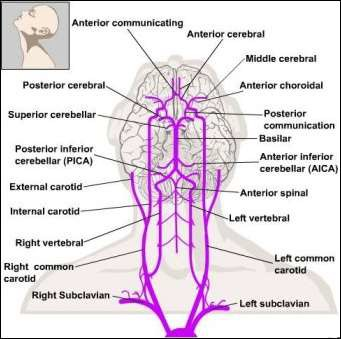 Anterior communicating
Anterior cerebral
Middle cerebral
Posterior cerebral
Anterior choroidal
Superior cerebellar
Posterior
communication
Basilar
Posterior inferior
cerebellar (PICA)
Anterior inferior
cerebellar (AICA)
External carotid
Anterior spinal
Internal carotid
Left vertebral
Right vertebral
Left common
carotid
Right common
carotid
Right Subclavian
Left subclavian